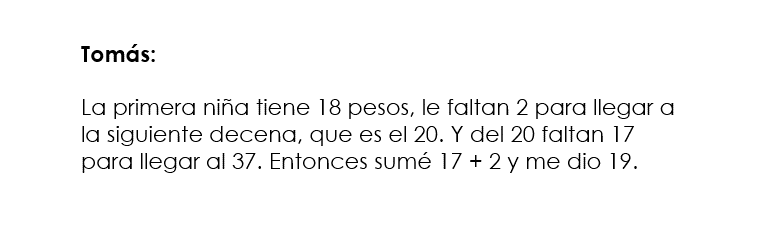 Tomás:
La primera niña tiene 18 pesos, le faltan 2 para llegar a
la siguiente decena, que es el 20. Y del 20 faltan 17
para llegar al 37. Entonces sumé 17 + 2 y me dio 19.